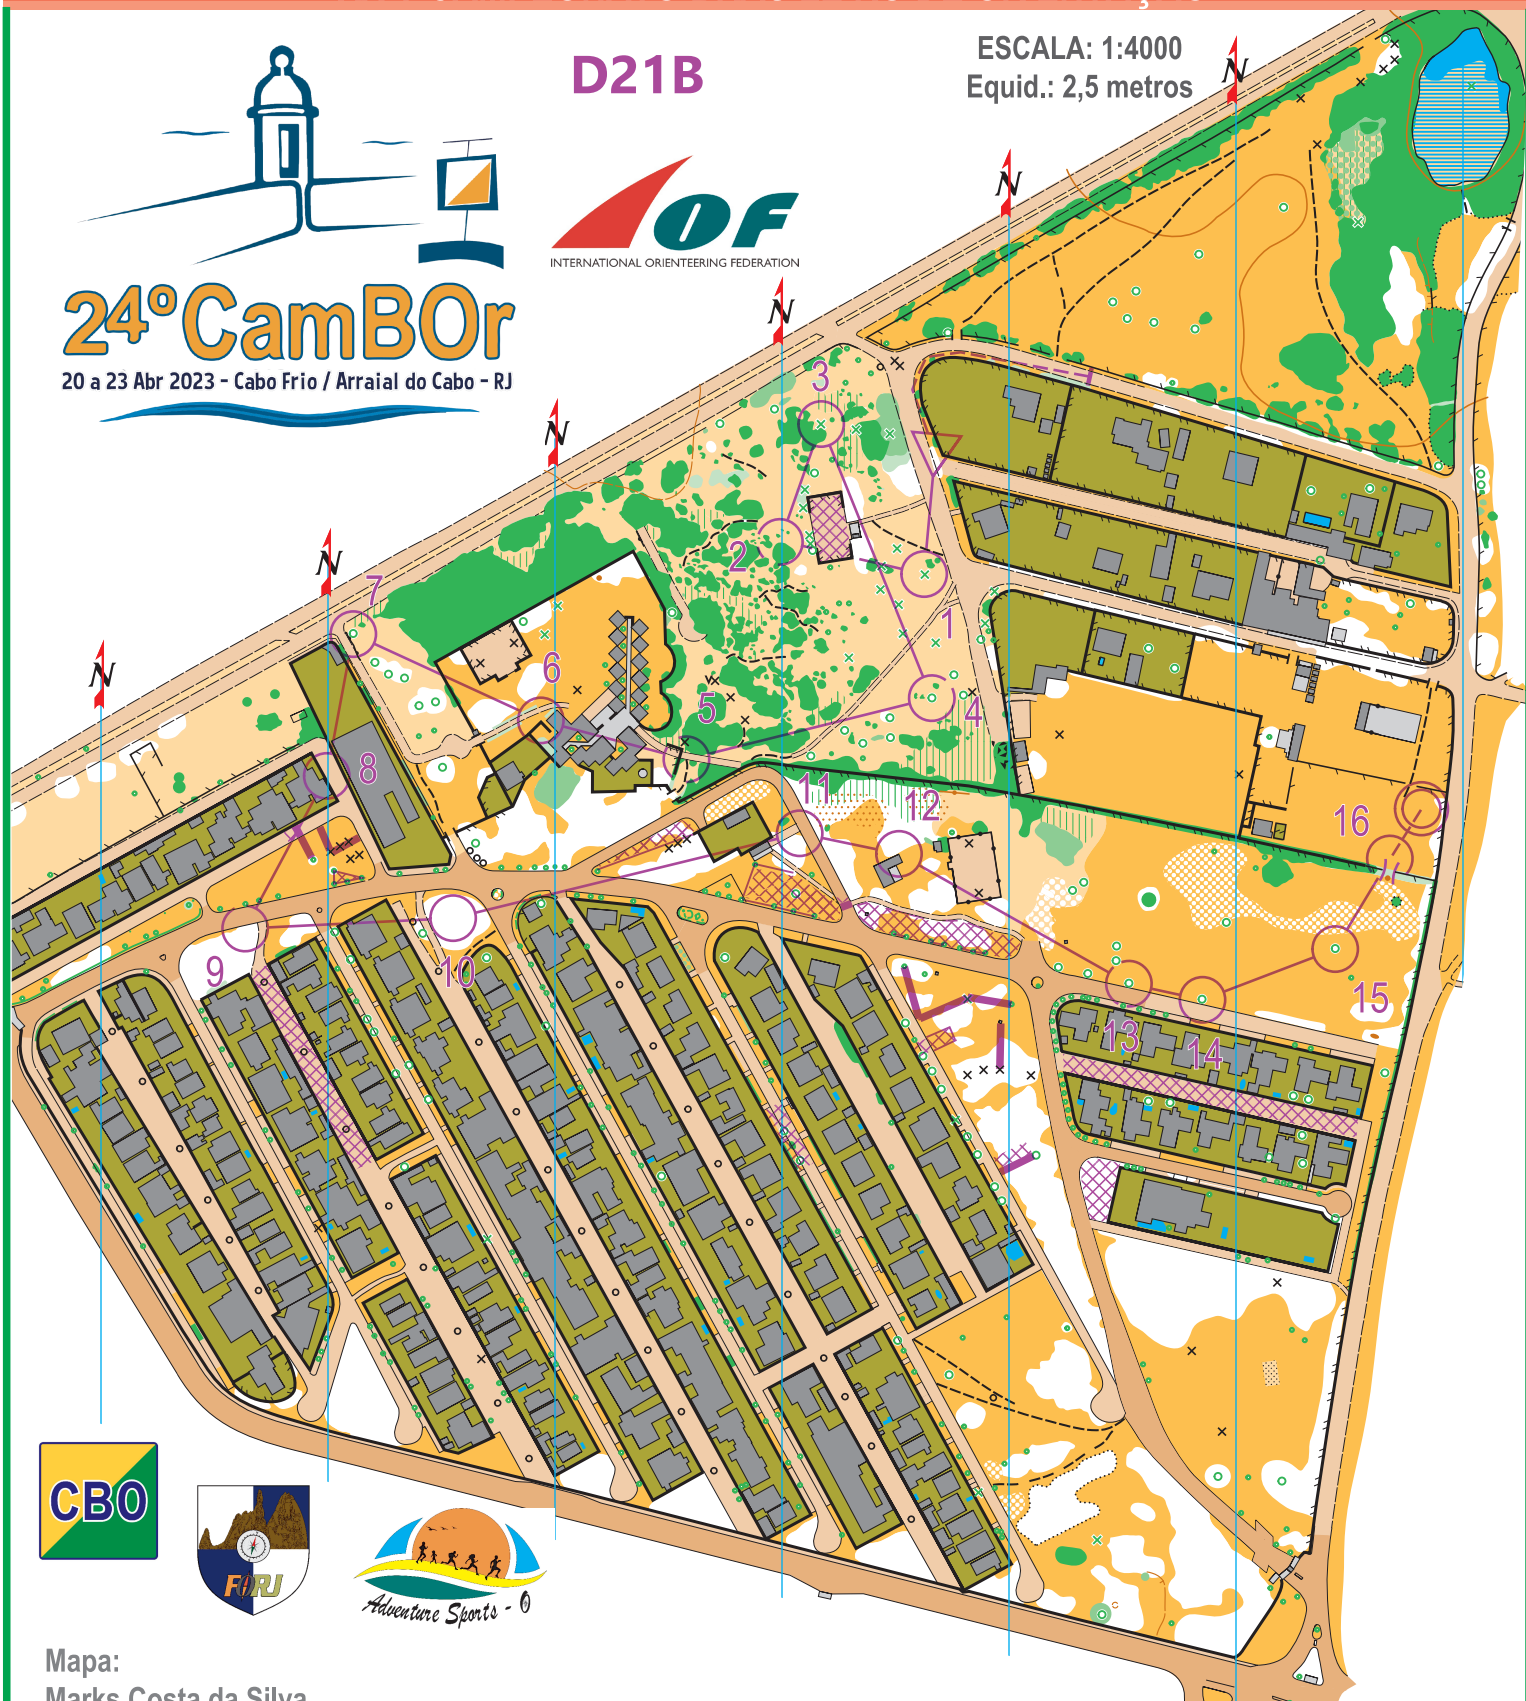 D21B
ESCALA: 1:4000
Equid.: 2,5 metros
N
N
N
N
N
N
N
IOF
INTERNATIONAL ORIENTEERING FEDERATION
24ºCamBOr
20 a 23 Abr 2023 - Cabo Frio / Arraial do Cabo - RJ
3
2
1
7
6
5
4
8
11
12
16
9
10
15
13
14
CBO
FORJ
Adventure Sports - O
Mapa:
Marks Costa da Silva